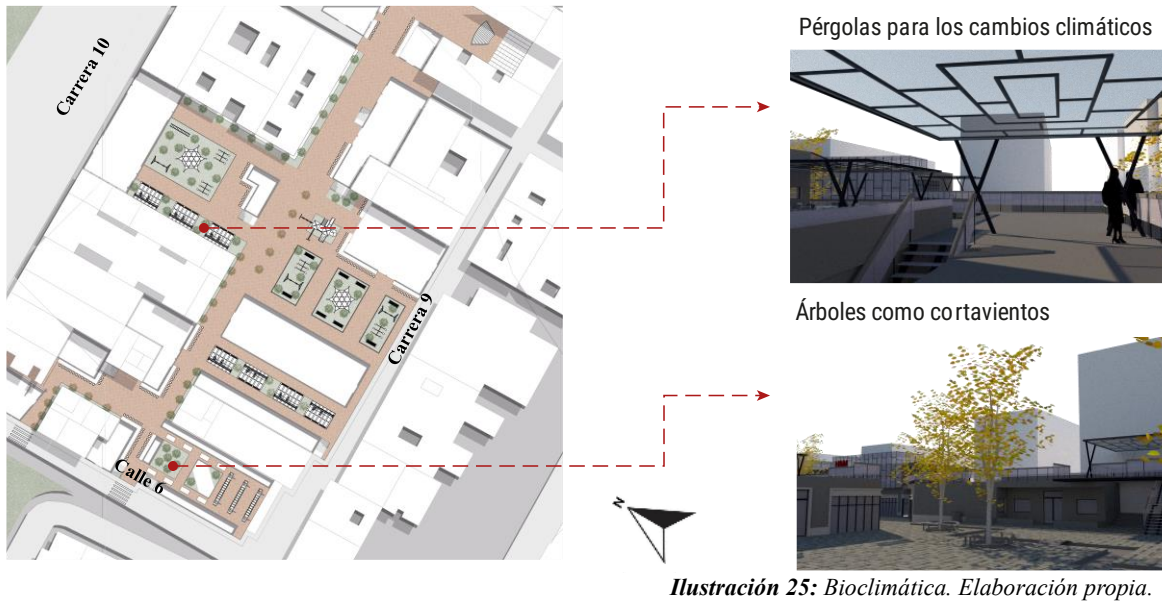 Carrera 10
Carrera 9
Calle 6
N
Pérgolas para los cambios climáticos
Árboles como cortavientos
Ilustración 25: Bioclimática. Elaboración propia.